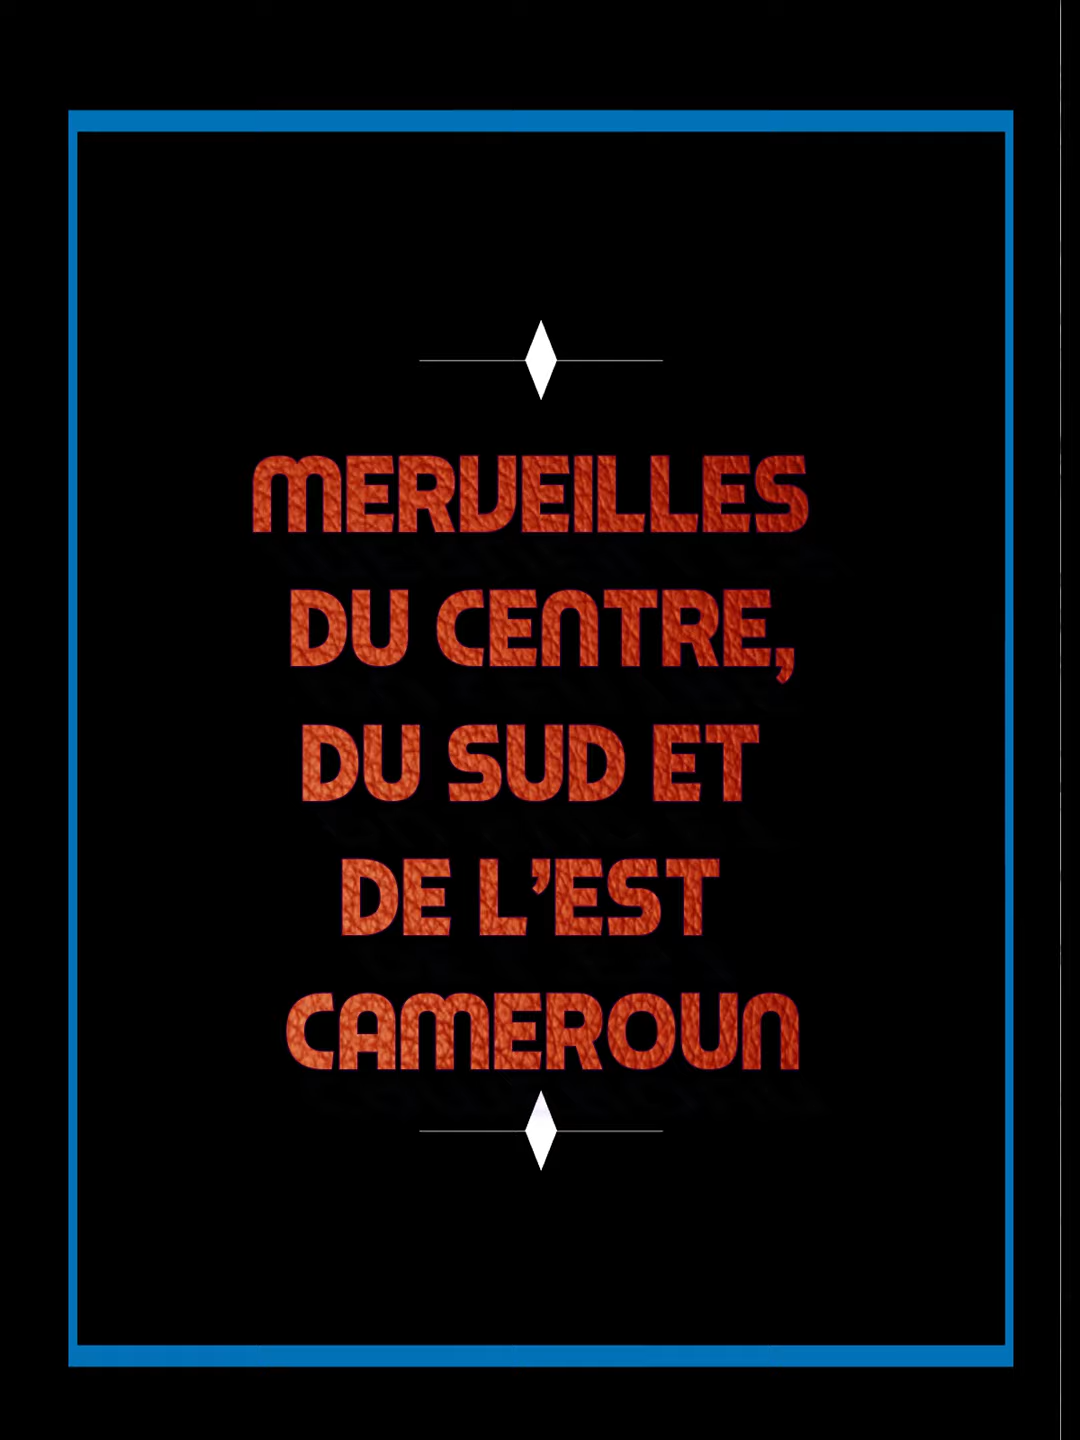 MERVEILLES
DU CENTRE,
DU SUD ET
DE L’EST
CAMEROUN